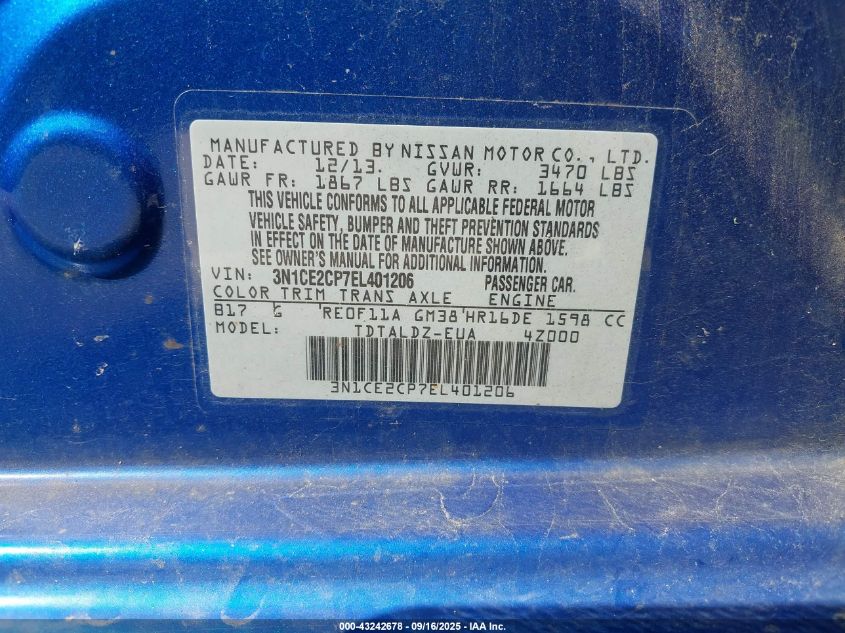 MANUFACTURED BY NISSAN MOTOR CO., LTD.
DATE: 12/13. GVWR: 3470 LBS
GAWR FR: 1867 LBS GAWR RR: 1664 LBS
THIS VEHICLE CONFORMS TO ALL APPLICABLE FEDERAL MOTOR
VEHICLE SAFETY, BUMPER AND THEFT PREVENTION STANDARDS
IN EFFECT ON THE DATE OF MANUFACTURE SHOWN ABOVE.
SEE OWNER'S MANUAL FOR ADDITIONAL INFORMATION.
VIN: 3N1CE2CP7EL401206 PASSENGER CAR.
COLOR TRIM TRANS AXLE ENGINE
B17 G RE0F11A GM38 HR16DE 1598 CC
MODEL: TDTALDZ-EUA 4Z000
3N1CE2CP7EL401206
000-43242678 - 09/16/2025 - IAA Inc.